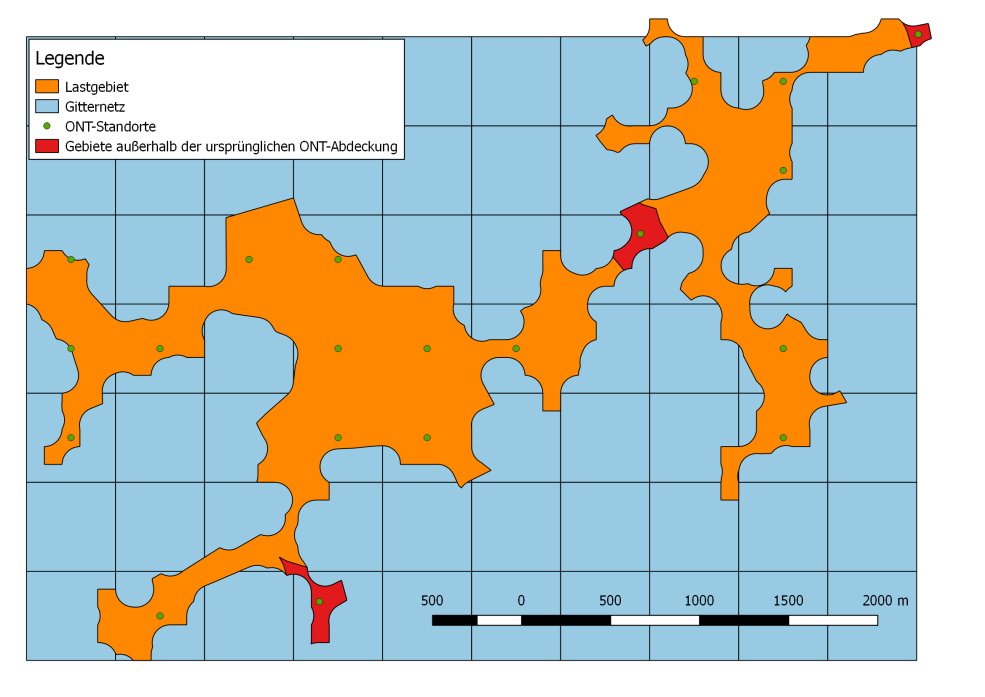 Legende
Lastgebiet
Gitternetz
ONT-Standorte
Gebiete außerhalb der ursprünglichen ONT-Abdeckung
500 0 500 1000 1500 2000 m